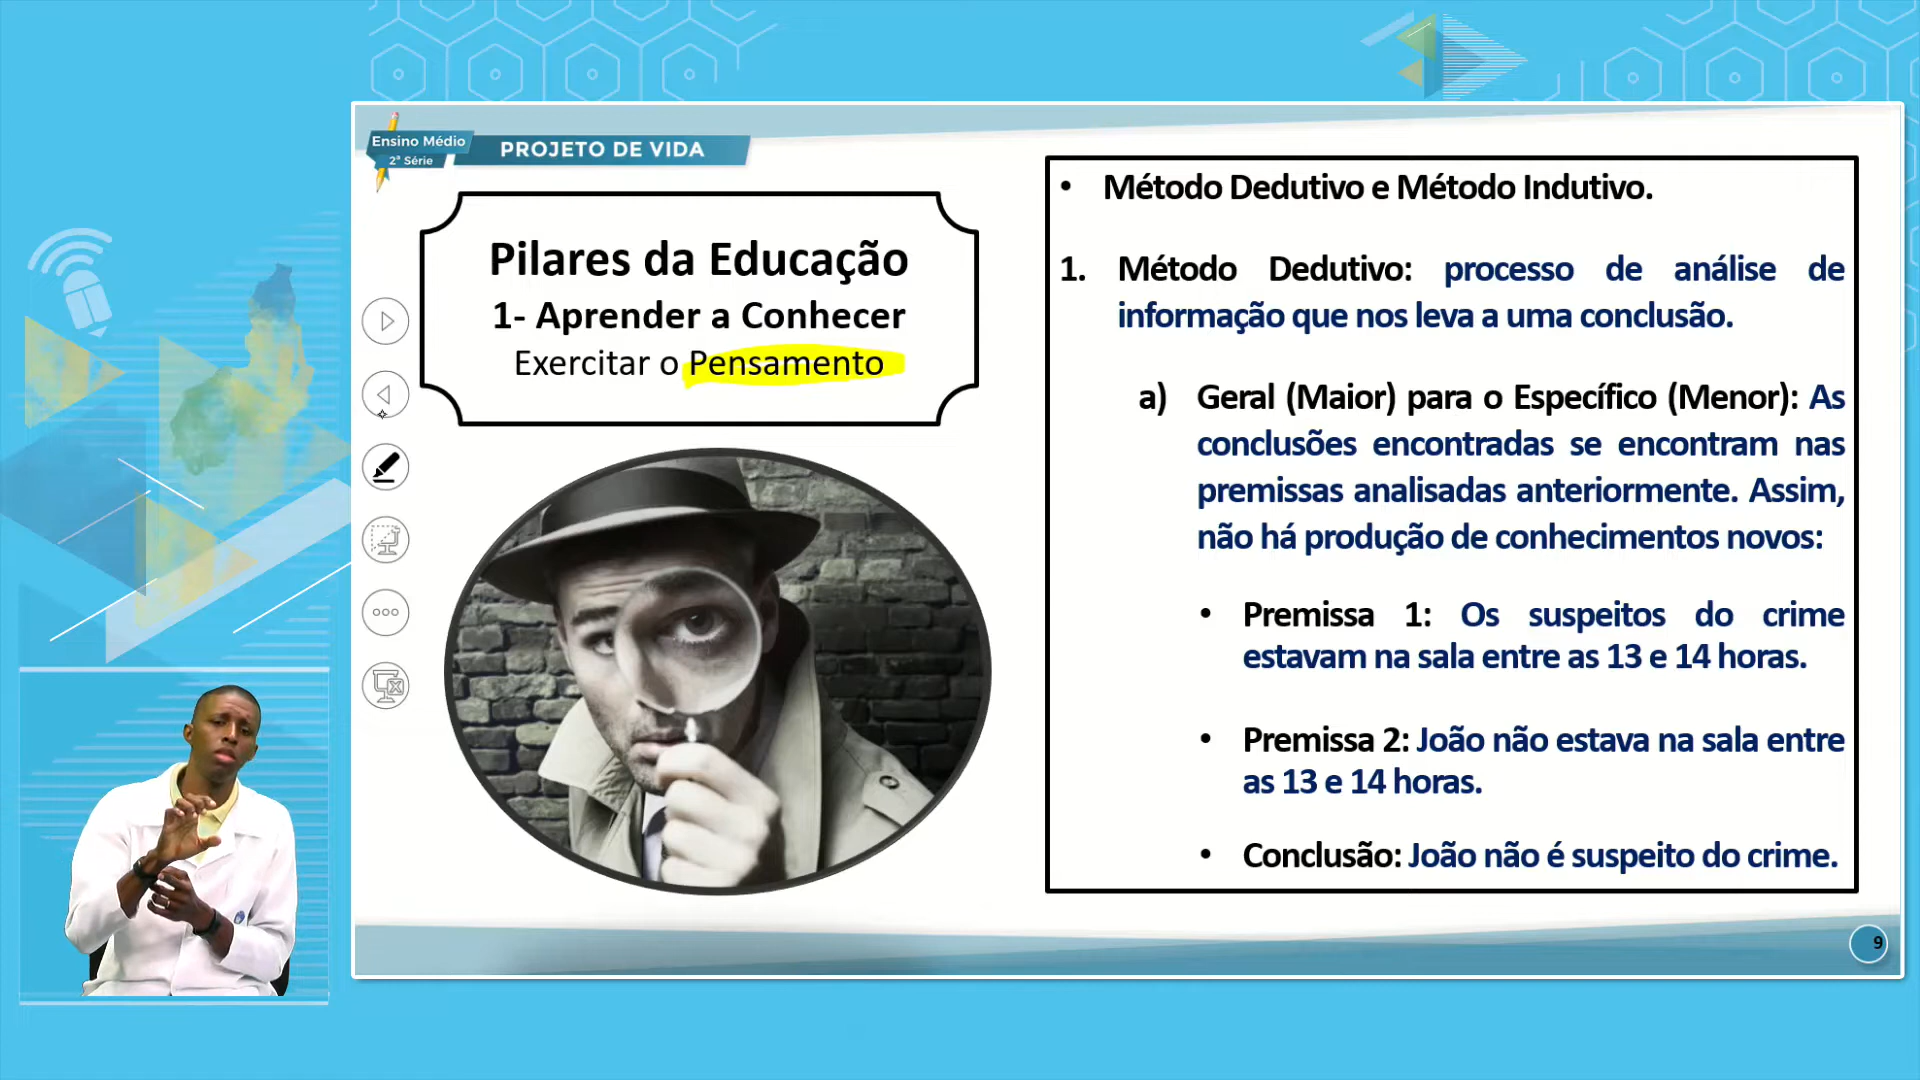 Ensino Médio
2ª Série
PROJETO DE VIDA
Pilares da Educação
1- Aprender a Conhecer
Exercitar o Pensamento
• Método Dedutivo e Método Indutivo.
1. Método Dedutivo: processo de análise de
informação que nos leva a uma conclusão.
a) Geral (Maior) para o Específico (Menor): As
conclusões encontradas se encontram nas
premissas analisadas anteriormente. Assim,
não há produção de conhecimentos novos:
• Premissa 1: Os suspeitos do crime
estavam na sala entre as 13 e 14 horas.
• Premissa 2: João não estava na sala entre
as 13 e 14 horas.
• Conclusão: João não é suspeito do crime.
9